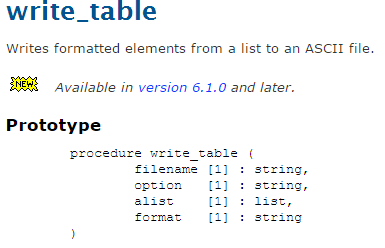 write_table
Writes formatted elements from a list to an ASCII file.
NEW Available in version 6.1.0 and later.
Prototype
procedure write_table (
filename [1] : string,
option [1] : string,
alist [1] : list,
format [1] : string
)